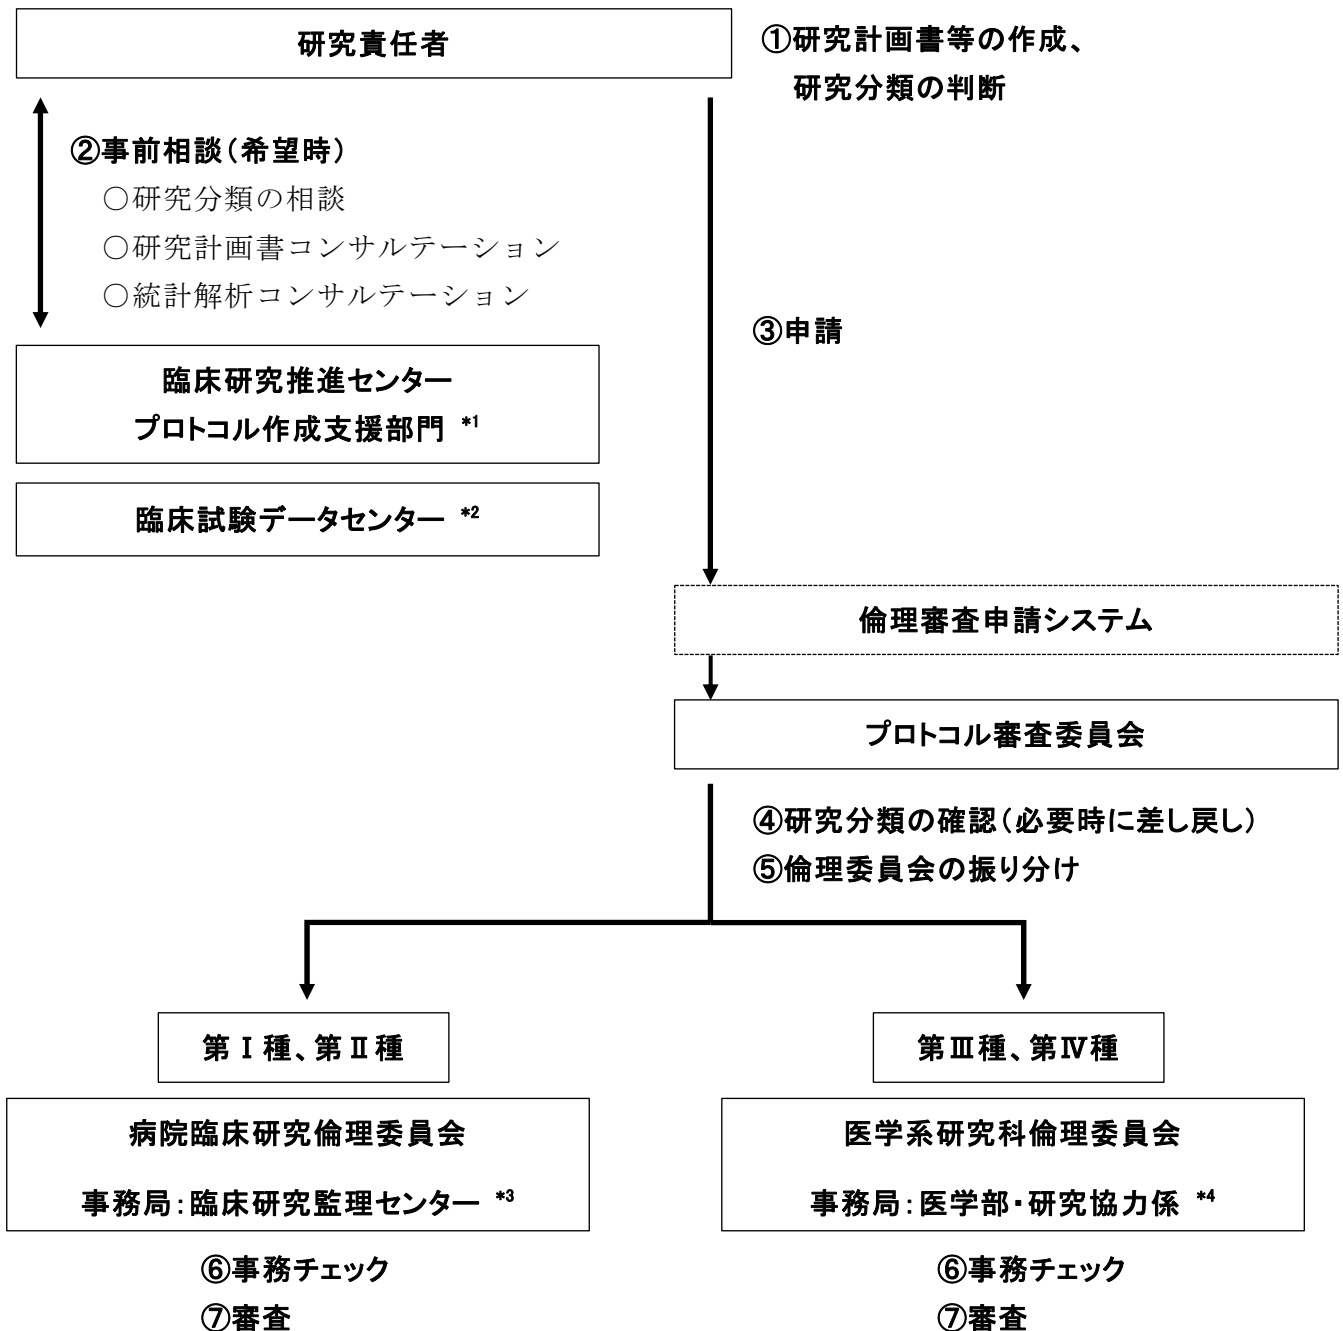 研究責任者
①研究計画書等の作成、
研究分類の判断
②事前相談（希望時）
○研究分類の相談
○研究計画書コンサルテーション
○統計解析コンサルテーション
③申請
臨床研究推進センター
プロトコル作成支援部門 *1
臨床試験データセンター *2
倫理審査申請システム
プロトコル審査委員会
④研究分類の確認（必要時に差し戻し）
⑤倫理委員会の振り分け
第Ⅰ種、第Ⅱ種
病院臨床研究倫理委員会
事務局：臨床研究監理センター *3
⑥事務チェック
⑦審査
第Ⅲ種、第Ⅳ種
医学系研究科倫理委員会
事務局：医学部・研究協力係 *4
⑥事務チェック
⑦審査